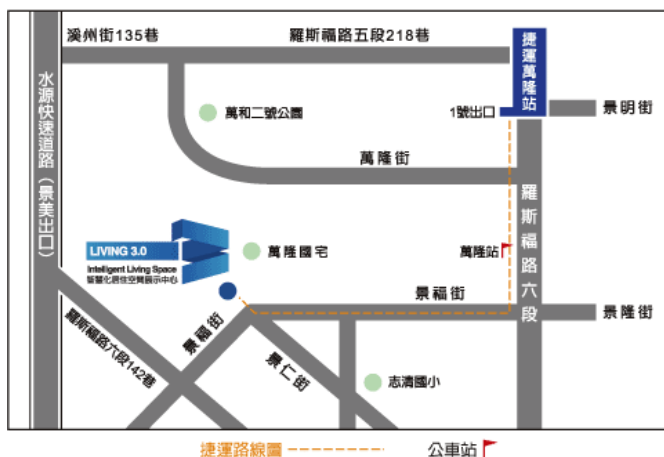 溪州街135巷
羅斯福路五段218巷
捷運萬隆站
水源快速道路（景美出口）
萬和二號公園
1號出口
景明街
萬隆街
羅斯福路六段
LIVING 3.0
Intelligent Living Space
智慧化居住空間展示中心
萬隆國宅
萬隆站
景福街
景隆街
羅斯福路六段142巷
景福街
景仁街
志清國小
捷運路線圖
公車站